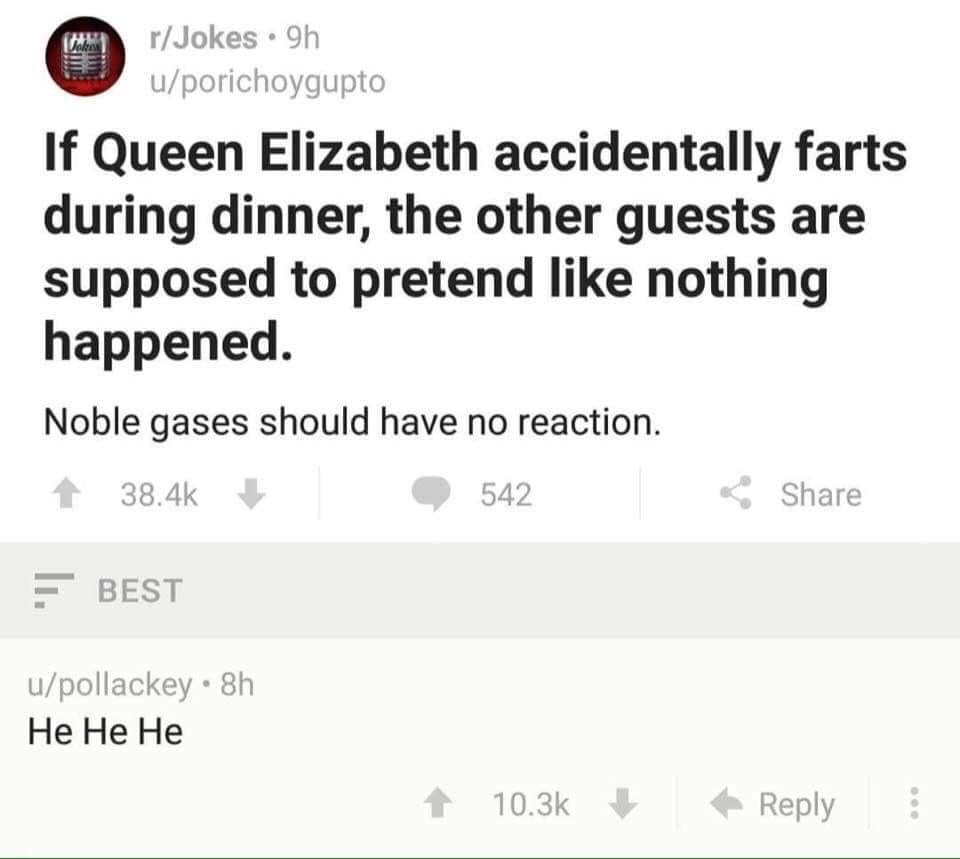 Jokes
r/Jokes • 9h
u/porichoygupto
If Queen Elizabeth accidentally farts
during dinner, the other guests are
supposed to pretend like nothing
happened.
Noble gases should have no reaction.
38.4k
542
Share
BEST
u/pollackey • 8h
He He He
10.3k
Reply